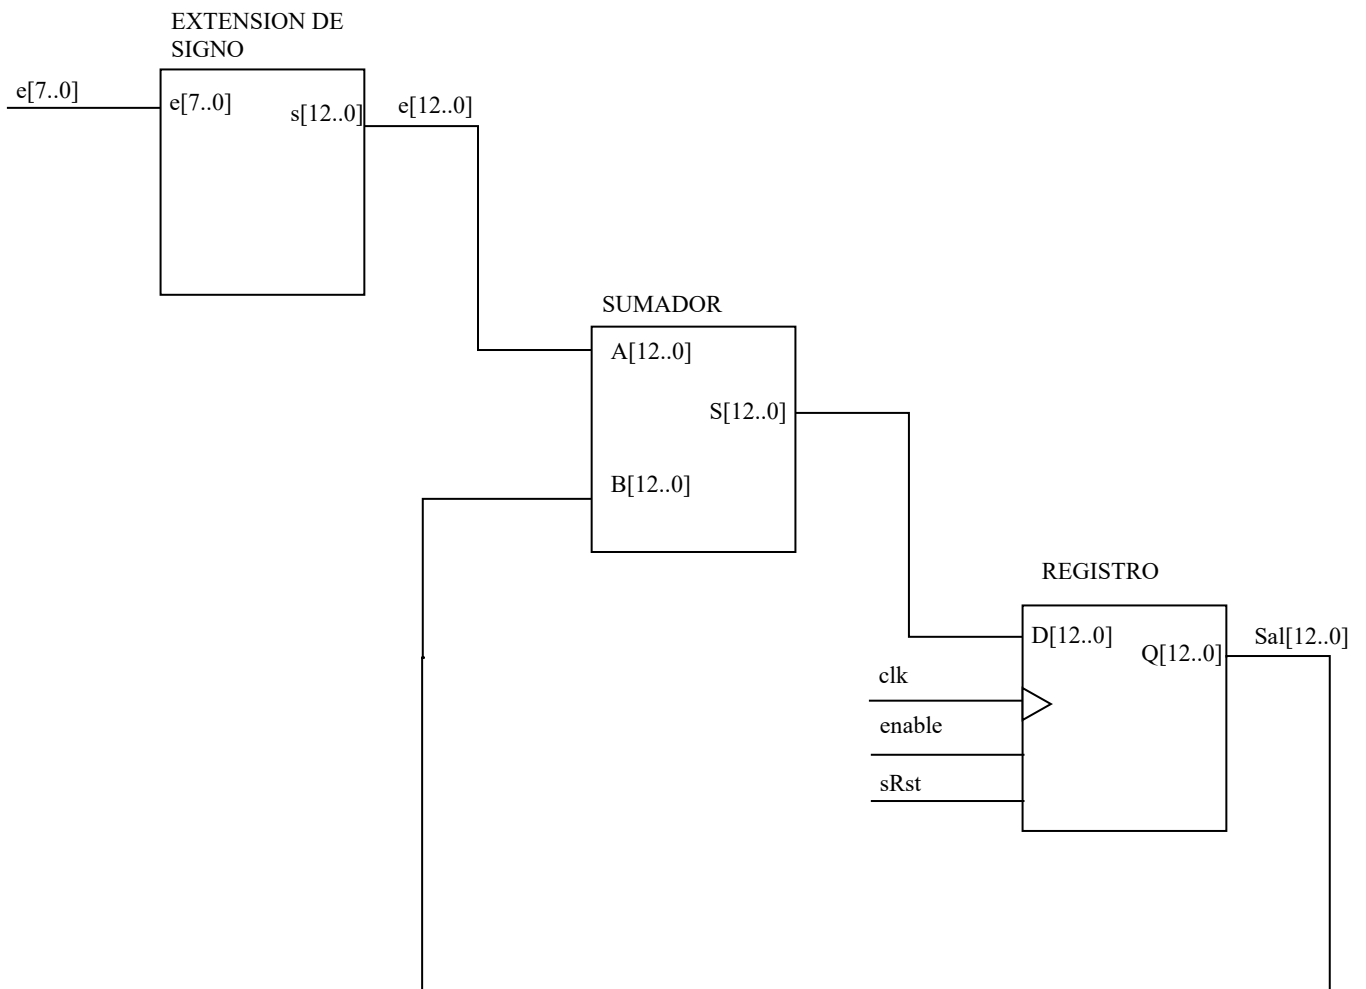 EXTENSION DE
SIGNO
e[7..0]
e[7..0]
s[12..0]
e[12..0]
SUMADOR
A[12..0]
S[12..0]
B[12..0]
REGISTRO
D[12..0]
Q[12..0]
Sal[12..0]
clk
enable
sRst